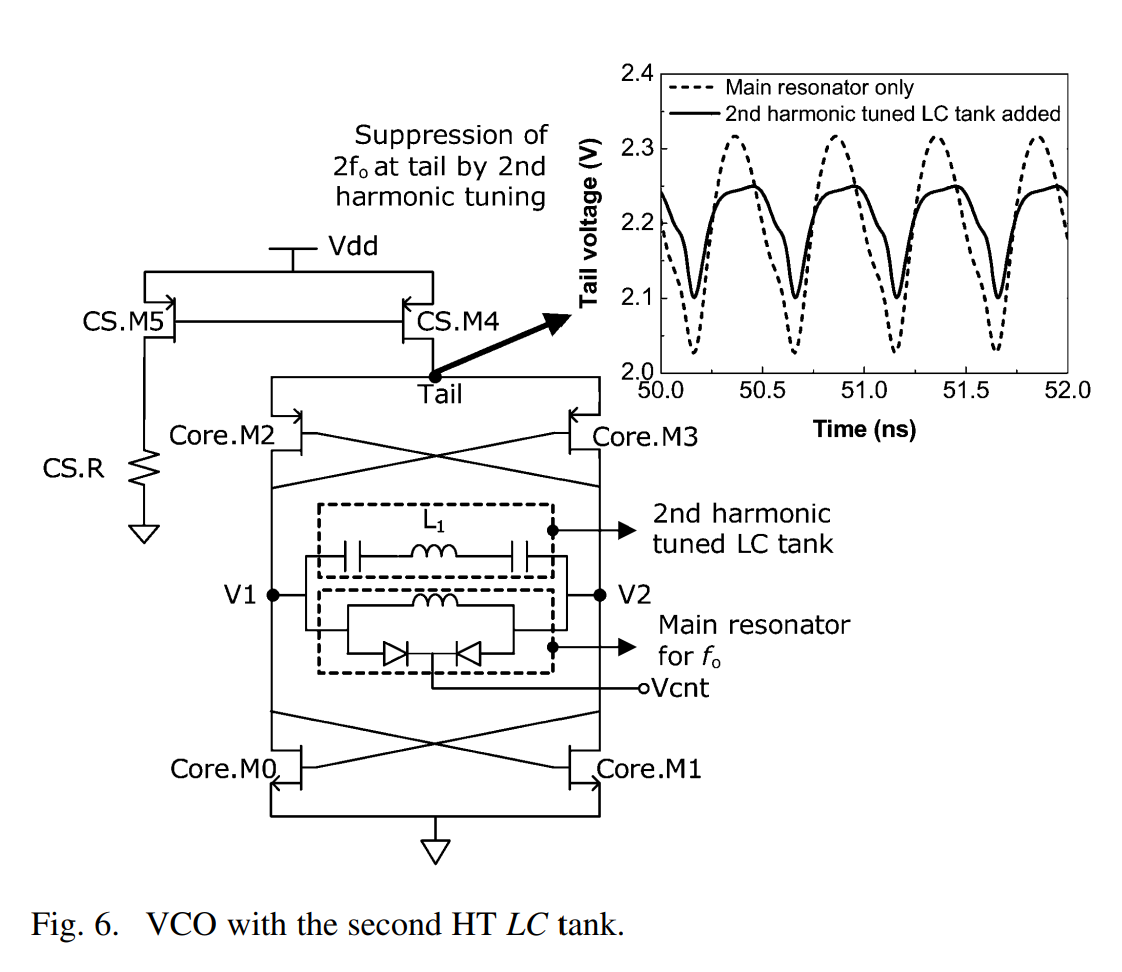 2.4
Main resonator only
2nd harmonic tuned LC tank added
2.3
2.2
2.1
2.0
Tail voltage (V)
50.0 50.5 51.0 51.5 52.0
Time (ns)
Suppression of
2fo at tail by 2nd
harmonic tuning
Vdd
CS.M5
CS.M4
Tail
Core.M2
Core.M3
CS.R
L1
2nd harmonic
tuned LC tank
V1
V2
Main resonator
for fo
Vcnt
Core.M0
Core.M1
Fig. 6. VCO with the second HT LC tank.